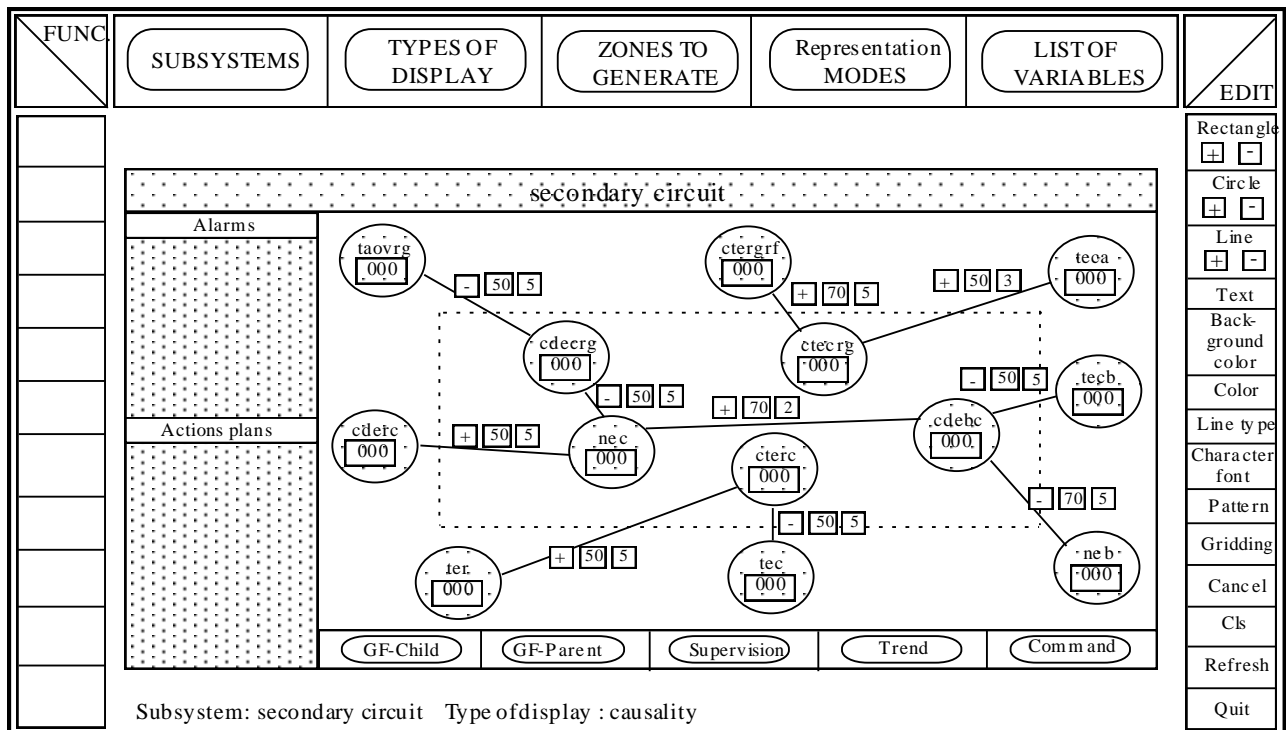 FUNC.
SUBSYSTEMS
TYPES OF
DISPLAY
ZONES TO
GENERATE
Representation
MODES
LIST OF
VARIABLES
EDIT
Rectangle
+ -
Circle
+ -
Line
+ -
Text
Back-
ground
color
Color
Line type
Character
font
Pattern
Gridding
Cancel
Cls
Refresh
Quit
secondary circuit
Alarms
Actions plans
taovrg
000
ctergrf
000
teca
000
- 50 5
+ 70 5
+ 50 3
cdecrg
000
ctecrg
000
tecb
000
- 50 5
- 50 5
+ 70 2
cderc
000
+ 50 5
nec
000
cdebc
000
cterc
000
- 70 5
- 50 5
+ 50 5
ter
000
tec
000
neb
000
GF-Child
GF-Parent
Supervision
Trend
Command
Subsystem: secondary circuit Type of display : causality